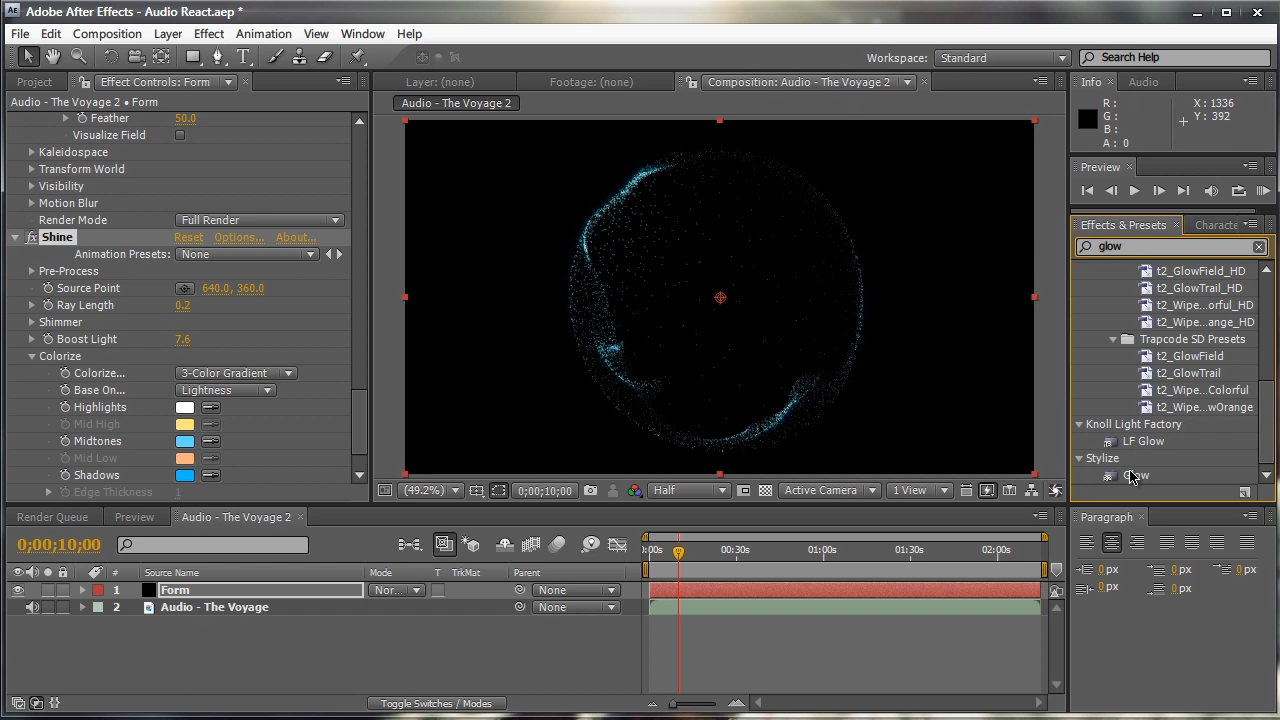 Adobe After Effects - Audio React.aep *
File Edit Composition Layer Effect Animation View Window Help
Workspace: Standard Search Help
Project Effect Controls: Form
Audio - The Voyage 2 • Form
Feather 50.0
Visualize Field
Kaleidospace
Transform World
Visibility
Motion Blur
Render Mode Full Render
Shine Reset Options... About...
Animation Presets: None
Pre-Process
Source Point 640.0, 360.0
Ray Length 0.2
Shimmer
Boost Light 7.6
Colorize
Colorize... 3-Color Gradient
Base On... Lightness
Highlights
Mid High
Midtones
Mid Low
Shadows
Edge Thickness 1
Layer: (none) Footage: (none) Composition: Audio - The Voyage 2
Audio - The Voyage 2
(49.2%) 0;00;10;00 Half Active Camera 1 View
Info Audio
R :
G :
B :
A : 0
X : 1336
Y : 392
Preview
Effects & Presets Characte
glow
t2_GlowField_HD
t2_GlowTrail_HD
t2_Wipe...orful_HD
t2_Wipe...ange_HD
Trapcode SD Presets
t2_GlowField
t2_GlowTrail
t2_Wipe...Colorful
t2_Wipe...wOrange
Knoll Light Factory
LF Glow
Stylize
Glow
Render Queue Preview Audio - The Voyage 2
0;00;10;00
0:00s 00:30s 01:00s 01:30s 02:00s
# Source Name Mode T TrkMat Parent
1 Form Nor... None
2 Audio - The Voyage None
Toggle Switches / Modes
Paragraph
0 px 0 px 0 px
0 px 0 px